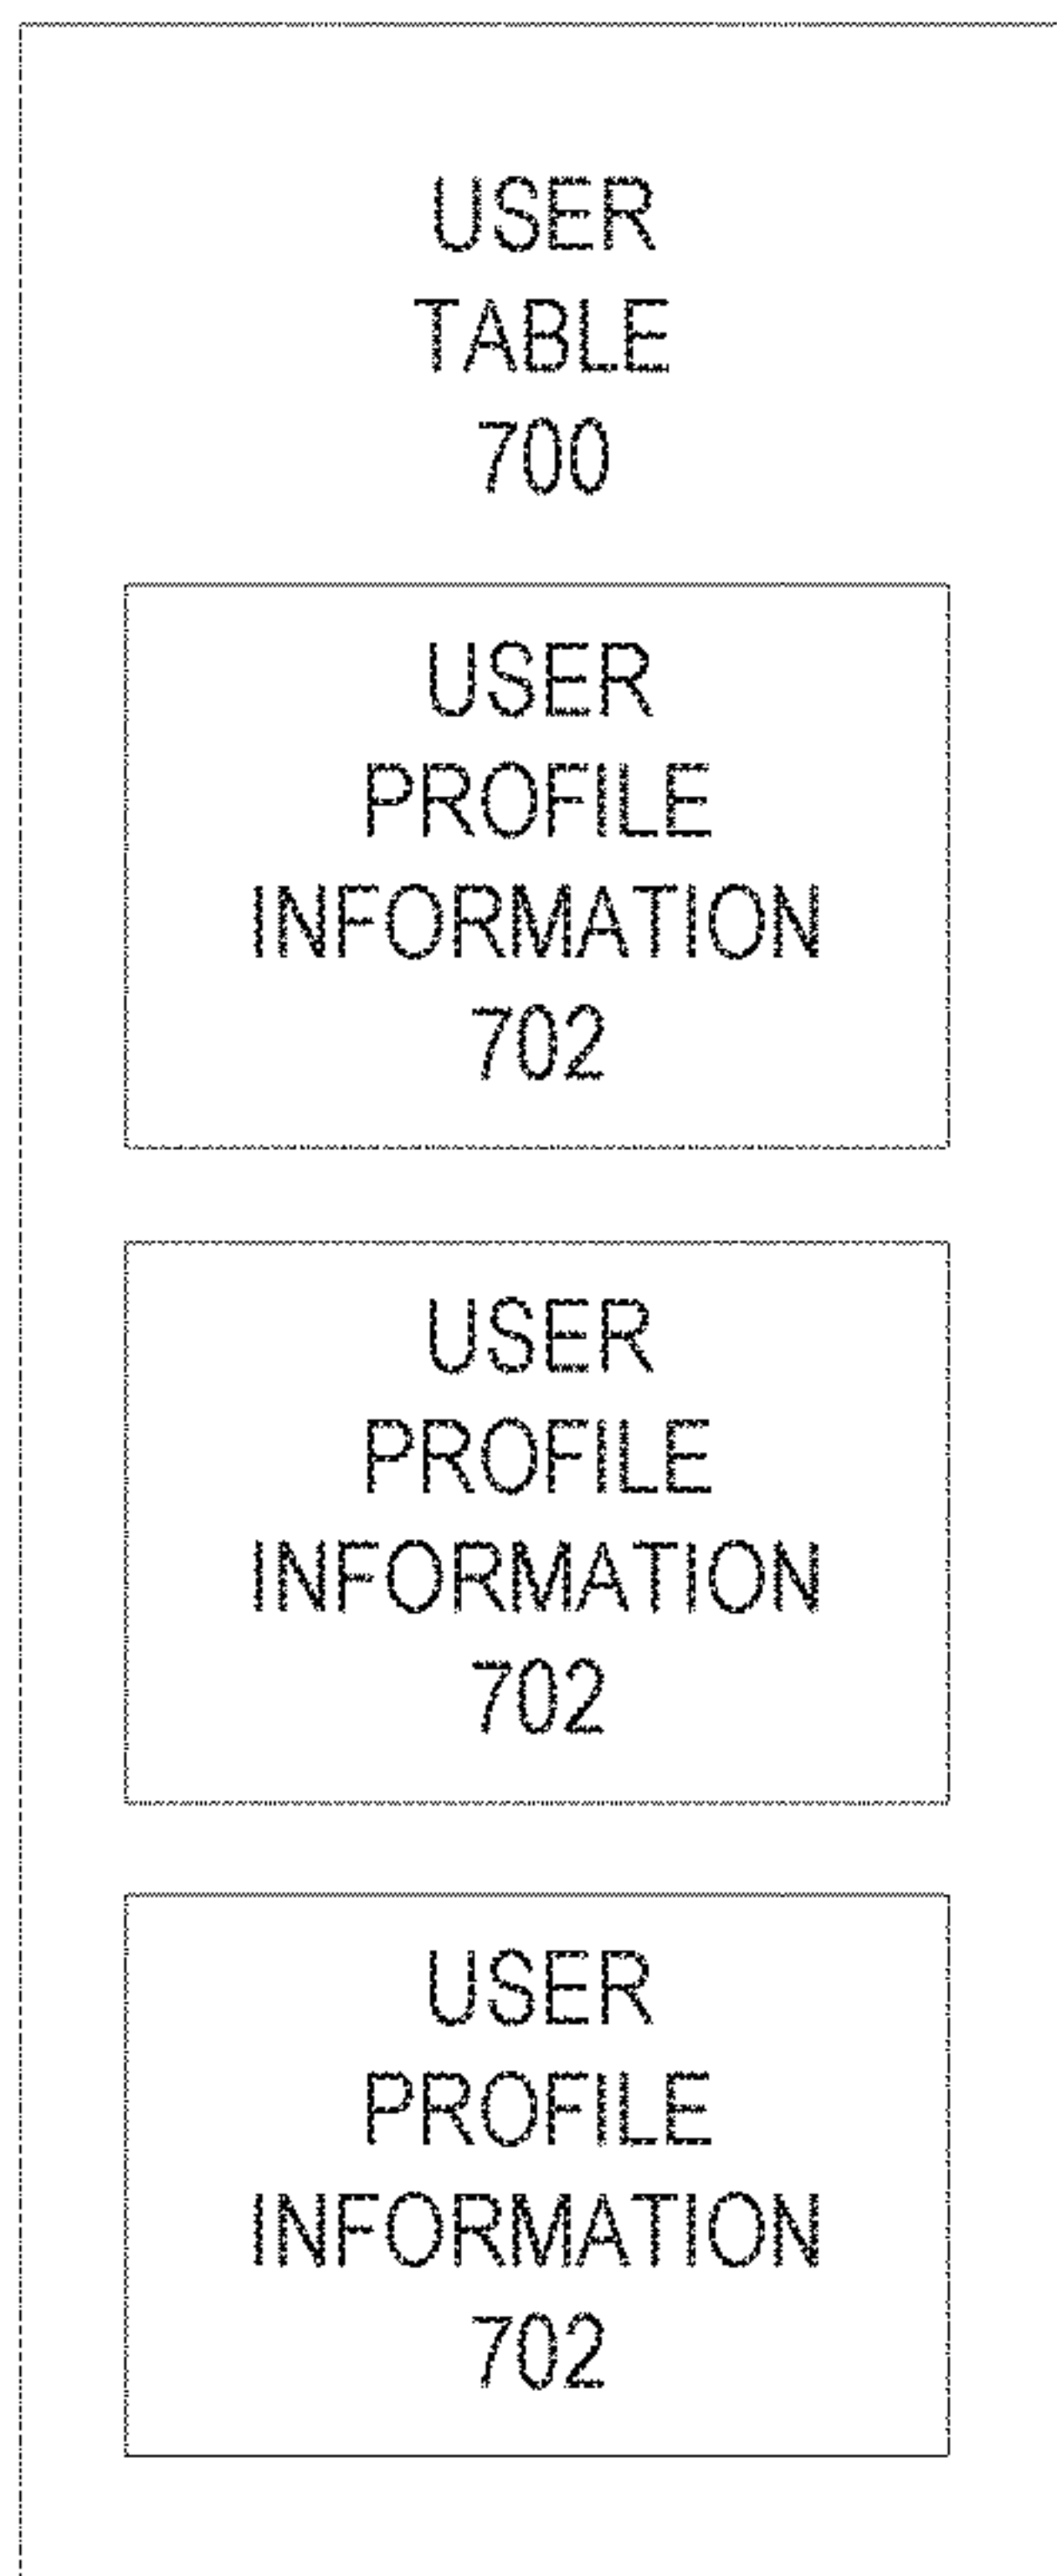 USER
TABLE
700
USER
PROFILE
INFORMATION
702
USER
PROFILE
INFORMATION
702
USER
PROFILE
INFORMATION
702